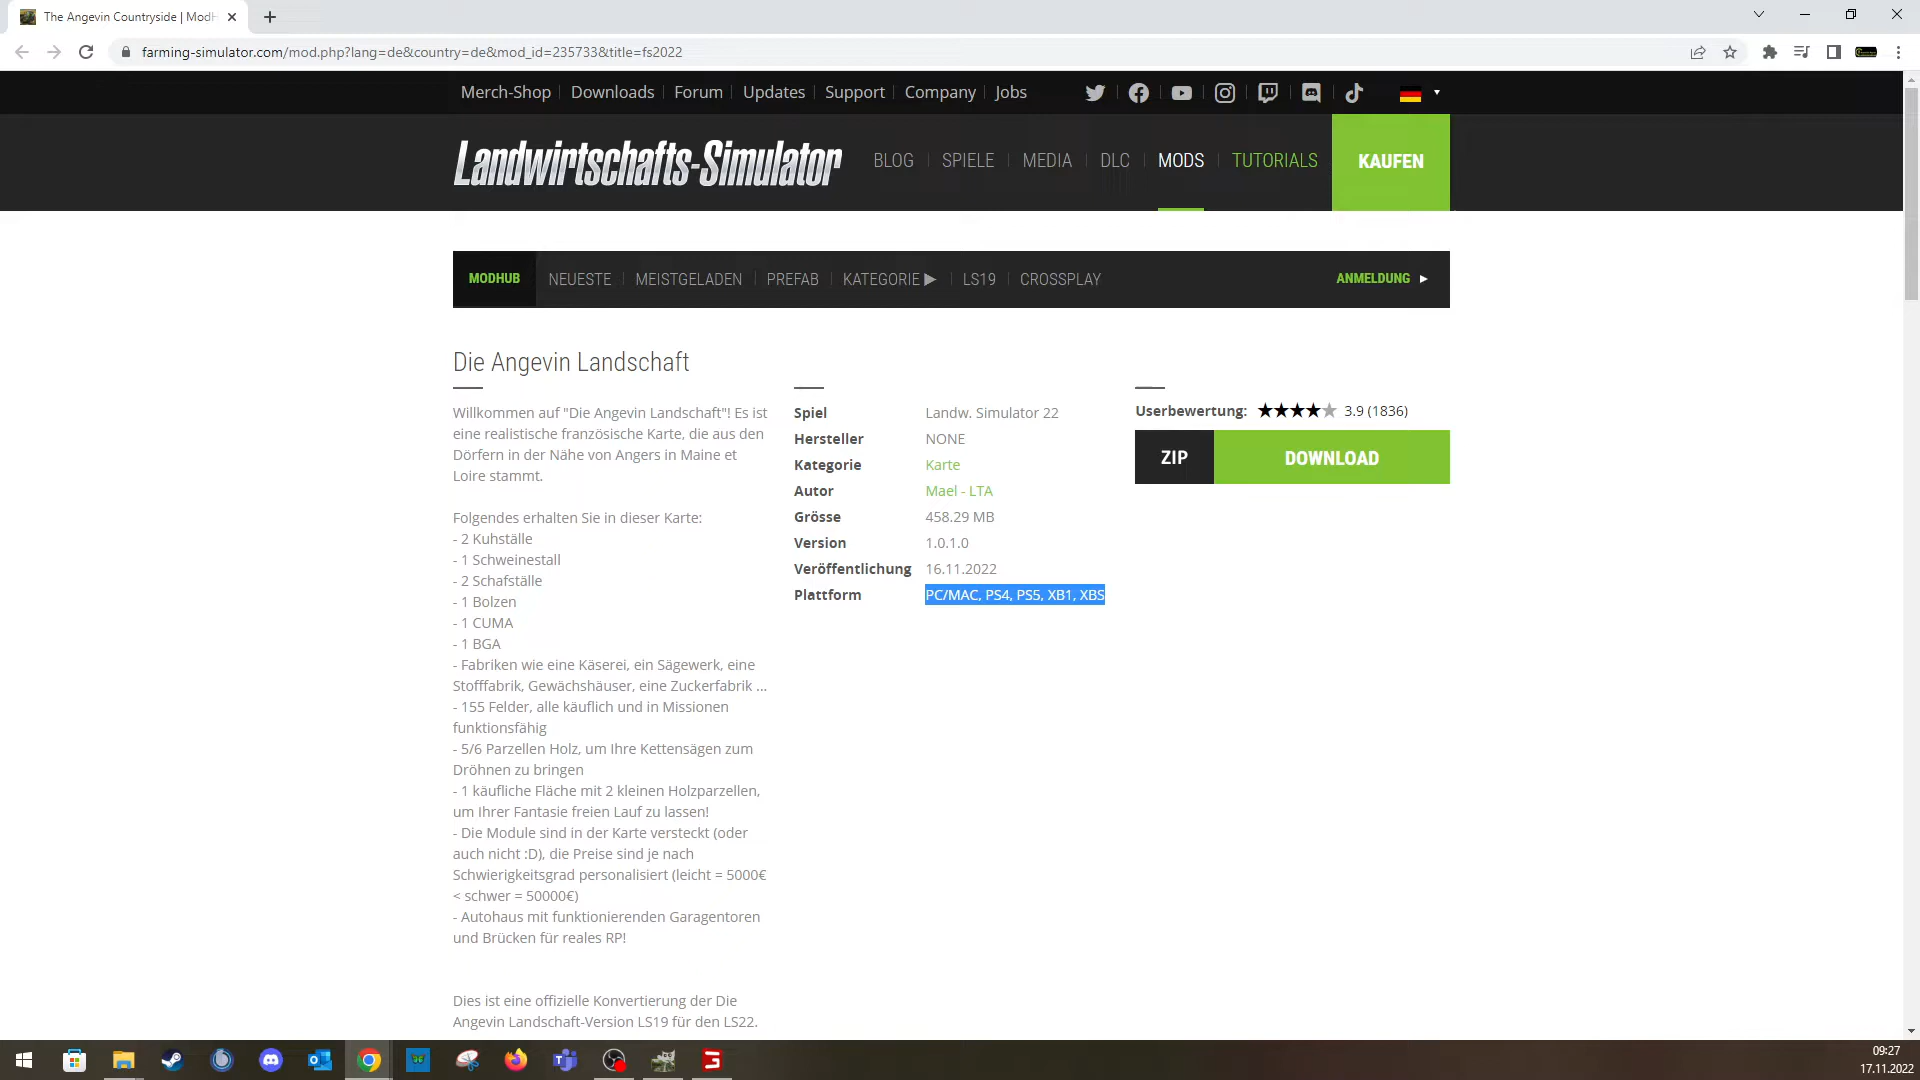 The Angevin Countryside | ModH
farming-simulator.com/mod.php?lang=de&country=de&mod_id=235733&title=fs2022
Merch-Shop Downloads Forum Updates Support Company Jobs
Landwirtschafts-Simulator BLOG SPIELE MEDIA DLC MODS TUTORIALS KAUFEN
MODHUB NEUESTE MEISTGELADEN PREFAB KATEGORIE LS19 CROSSPLAY ANMELDUNG
Die Angevin Landschaft
Willkommen auf "Die Angevin Landschaft"! Es ist
eine realistische französische Karte, die aus den
Dörfern in der Nähe von Angers in Maine et
Loire stammt.
Folgendes erhalten Sie in dieser Karte:
- 2 Kuhställe
- 1 Schweinestall
- 2 Schafställe
- 1 Bolzen
- 1 CUMA
- 1 BGA
- Fabriken wie eine Käserei, ein Sägewerk, eine
Stofffabrik, Gewächshäuser, eine Zuckerfabrik ...
- 155 Felder, alle käuflich und in Missionen
funktionsfähig
- 5/6 Parzellen Holz, um Ihre Kettensägen zum
Dröhnen zu bringen
- 1 käufliche Fläche mit 2 kleinen Holzparzellen,
um Ihrer Fantasie freien Lauf zu lassen!
- Die Module sind in der Karte versteckt (oder
auch nicht :D), die Preise sind je nach
Schwierigkeitsgrad personalisiert (leicht = 5000€
< schwer = 50000€)
- Autohaus mit funktionierenden Garagentoren
und Brücken für reales RP!
Dies ist eine offizielle Konvertierung der Die
Angevin Landschaft-Version LS19 für den LS22.
Spiel Landw. Simulator 22
Hersteller NONE
Kategorie Karte
Autor Mael - LTA
Grösse 458.29 MB
Version 1.0.1.0
Veröffentlichung 16.11.2022
Plattform PC/MAC, PS4, PS5, XB1, XBS
Userbewertung: 3.9 (1836)
ZIP DOWNLOAD
09:27
17.11.2022